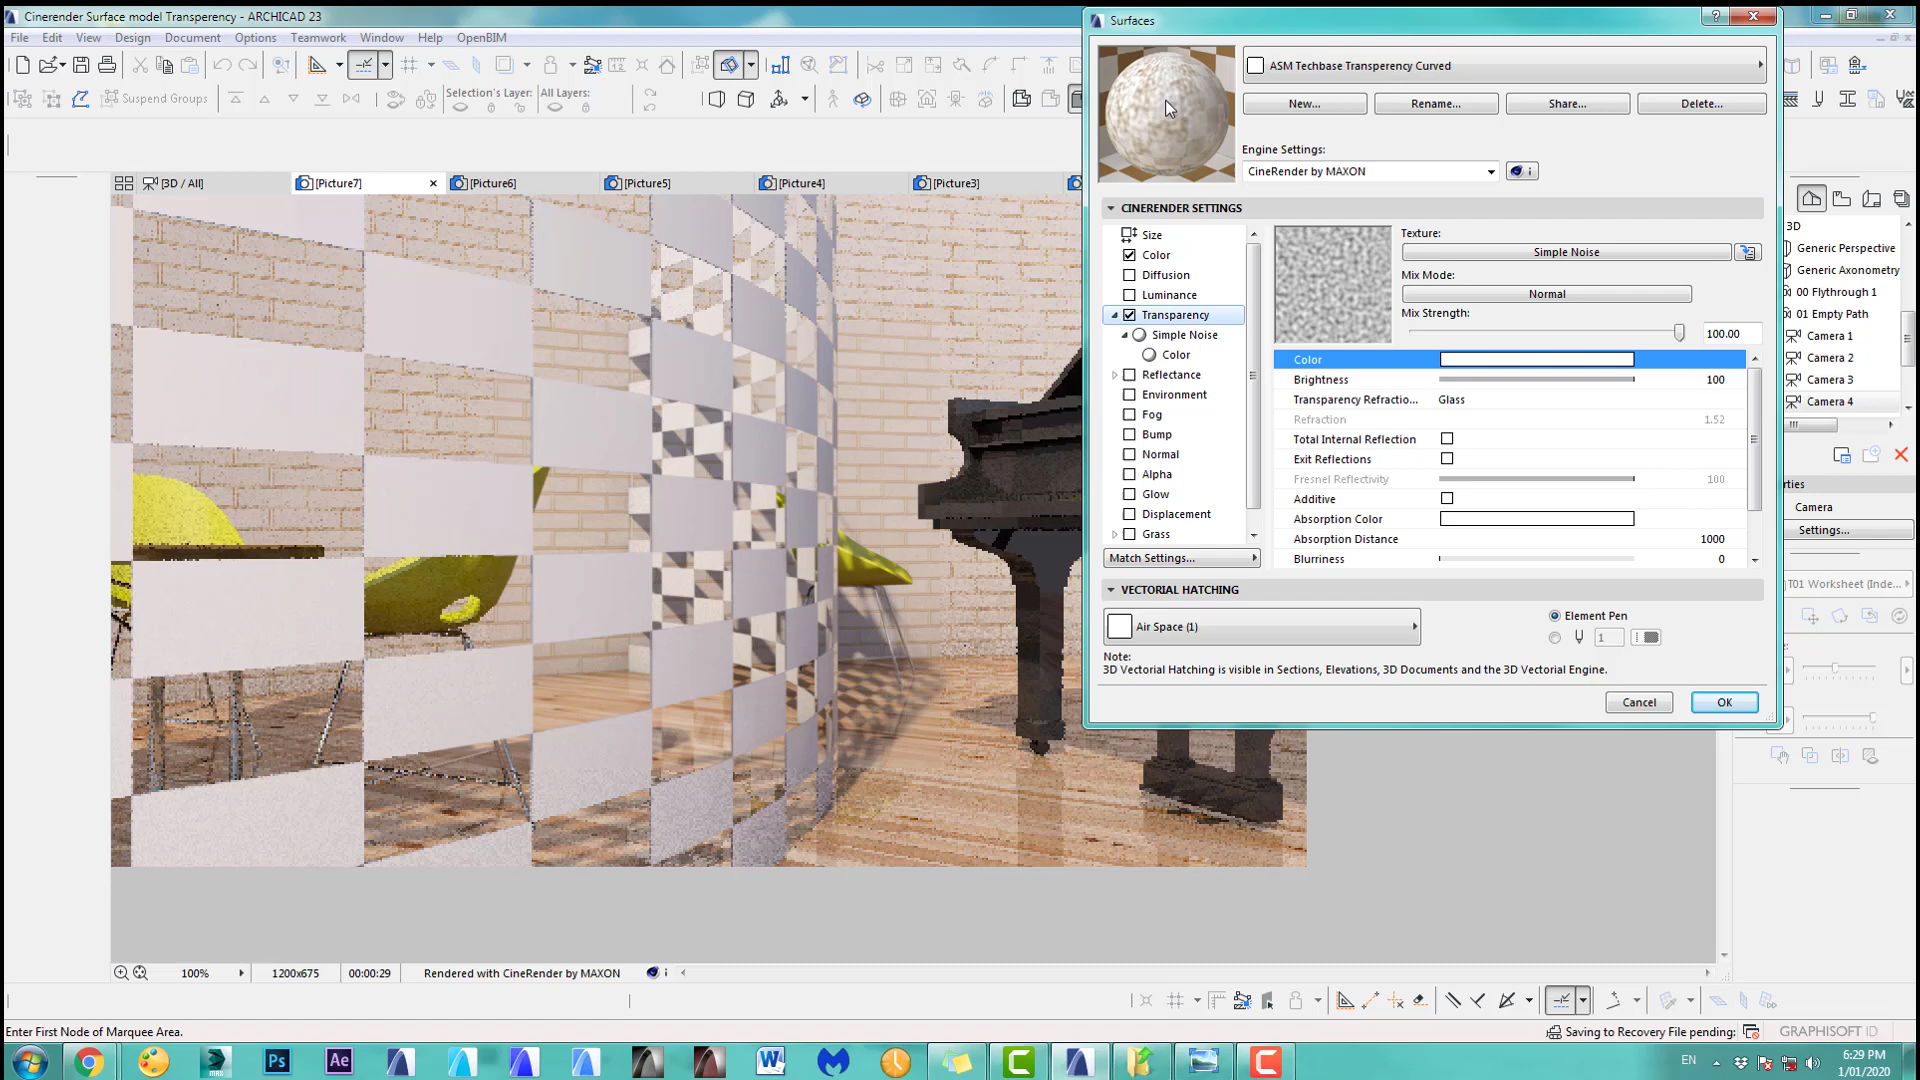 Cinerender Surface model Transparency - ARCHICAD 23
File Edit View Design Document Options Teamwork Window Help OpenBIM
Suspend Groups
Selection's Layer:
All Layers:
[3D / All]
[Picture7]
[Picture6]
[Picture5]
[Picture4]
[Picture3]
Surfaces
ASM Techbase Transparency Curved
New...
Rename...
Share...
Delete...
Engine Settings:
CineRender by MAXON
i
CINERENDER SETTINGS
Size
Color
Diffusion
Luminance
Transparency
Simple Noise
Color
Reflectance
Environment
Fog
Bump
Normal
Alpha
Glow
Displacement
Grass
Match Settings...
Texture:
Simple Noise
Mix Mode:
Normal
Mix Strength:
100.00
Color
Brightness 100
Transparency Refractio... Glass
Refraction 1.52
Total Internal Reflection
Exit Reflections
Fresnel Reflectivity 100
Additive
Absorption Color
Absorption Distance 1000
Blurriness 0
VECTORIAL HATCHING
Air Space (1)
Element Pen
1
Note:
3D Vectorial Hatching is visible in Sections, Elevations, 3D Documents and the 3D Vectorial Engine.
Cancel
OK
3D
Generic Perspective
Generic Axonometry
00 Flythrough 1
01 Empty Path
Camera 1
Camera 2
Camera 3
Camera 4
rties
Camera
Settings...
T01 Worksheet (Inde...
100%
1200x675
00:00:29
Rendered with CineRender by MAXON
i
Enter First Node of Marquee Area.
Saving to Recovery File pending:
GRAPHISOFT ID
MAX
Ps
Ae
W
C
C
EN
6:29 PM
1/01/2020